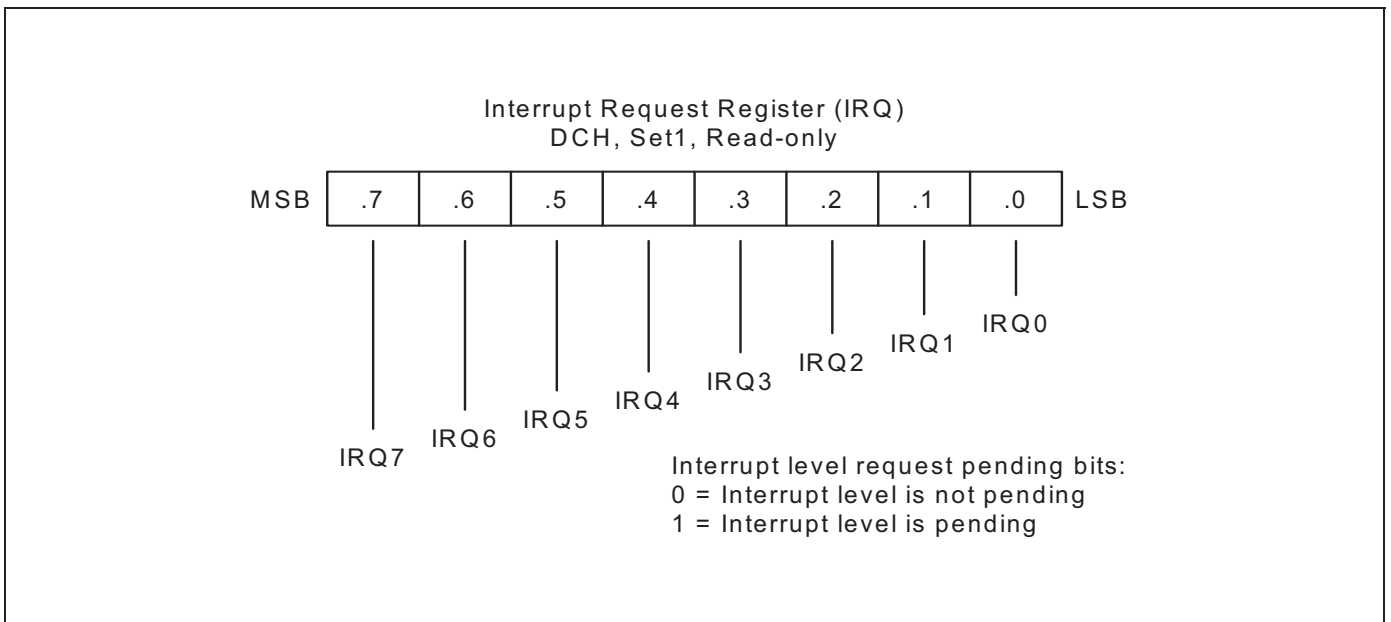 Interrupt Request Register (IRQ)
DCH, Set1, Read-only
MSB .7 .6 .5 .4 .3 .2 .1 .0 LSB
IRQ0
IRQ1
IRQ2
IRQ3
IRQ4
IRQ5
IRQ6
IRQ7
Interrupt level request pending bits:
0 = Interrupt level is not pending
1 = Interrupt level is pending